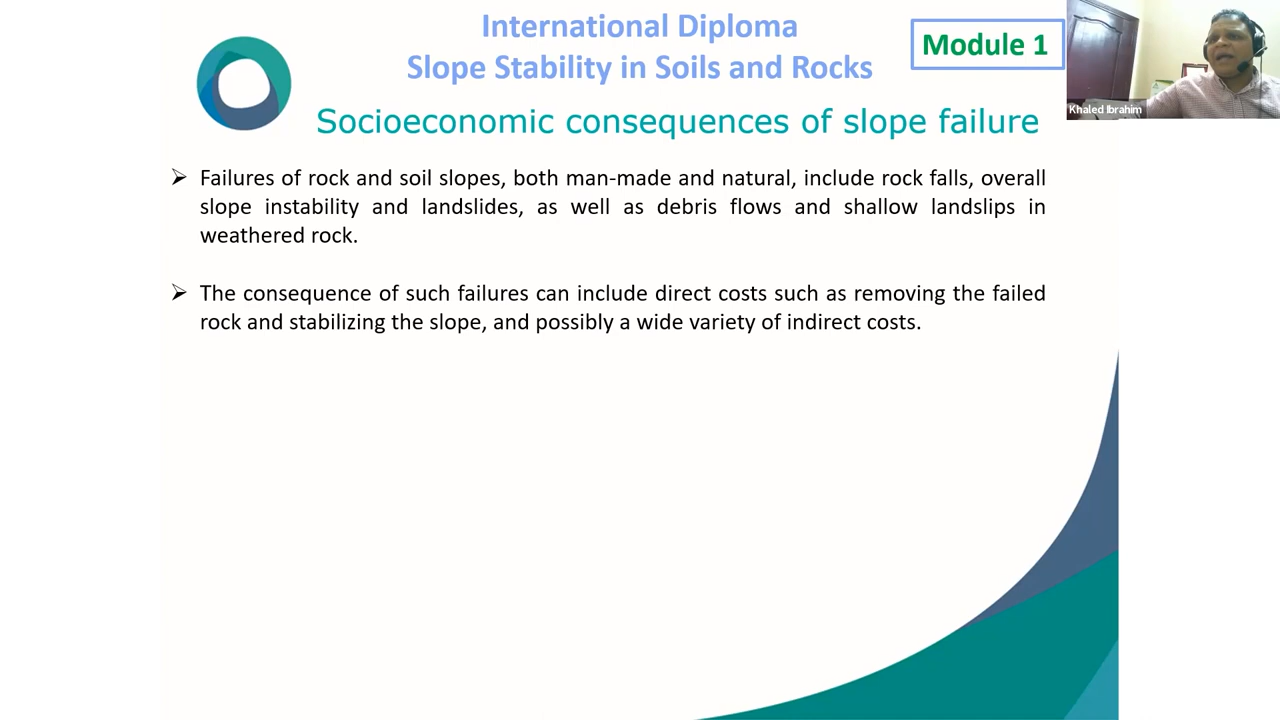 International Diploma
Slope Stability in Soils and Rocks
Module 1
Khaled Ibrahim
Socioeconomic consequences of slope failure
➢ Failures of rock and soil slopes, both man-made and natural, include rock falls, overall
slope instability and landslides, as well as debris flows and shallow landslips in
weathered rock.
➢ The consequence of such failures can include direct costs such as removing the failed
rock and stabilizing the slope, and possibly a wide variety of indirect costs.